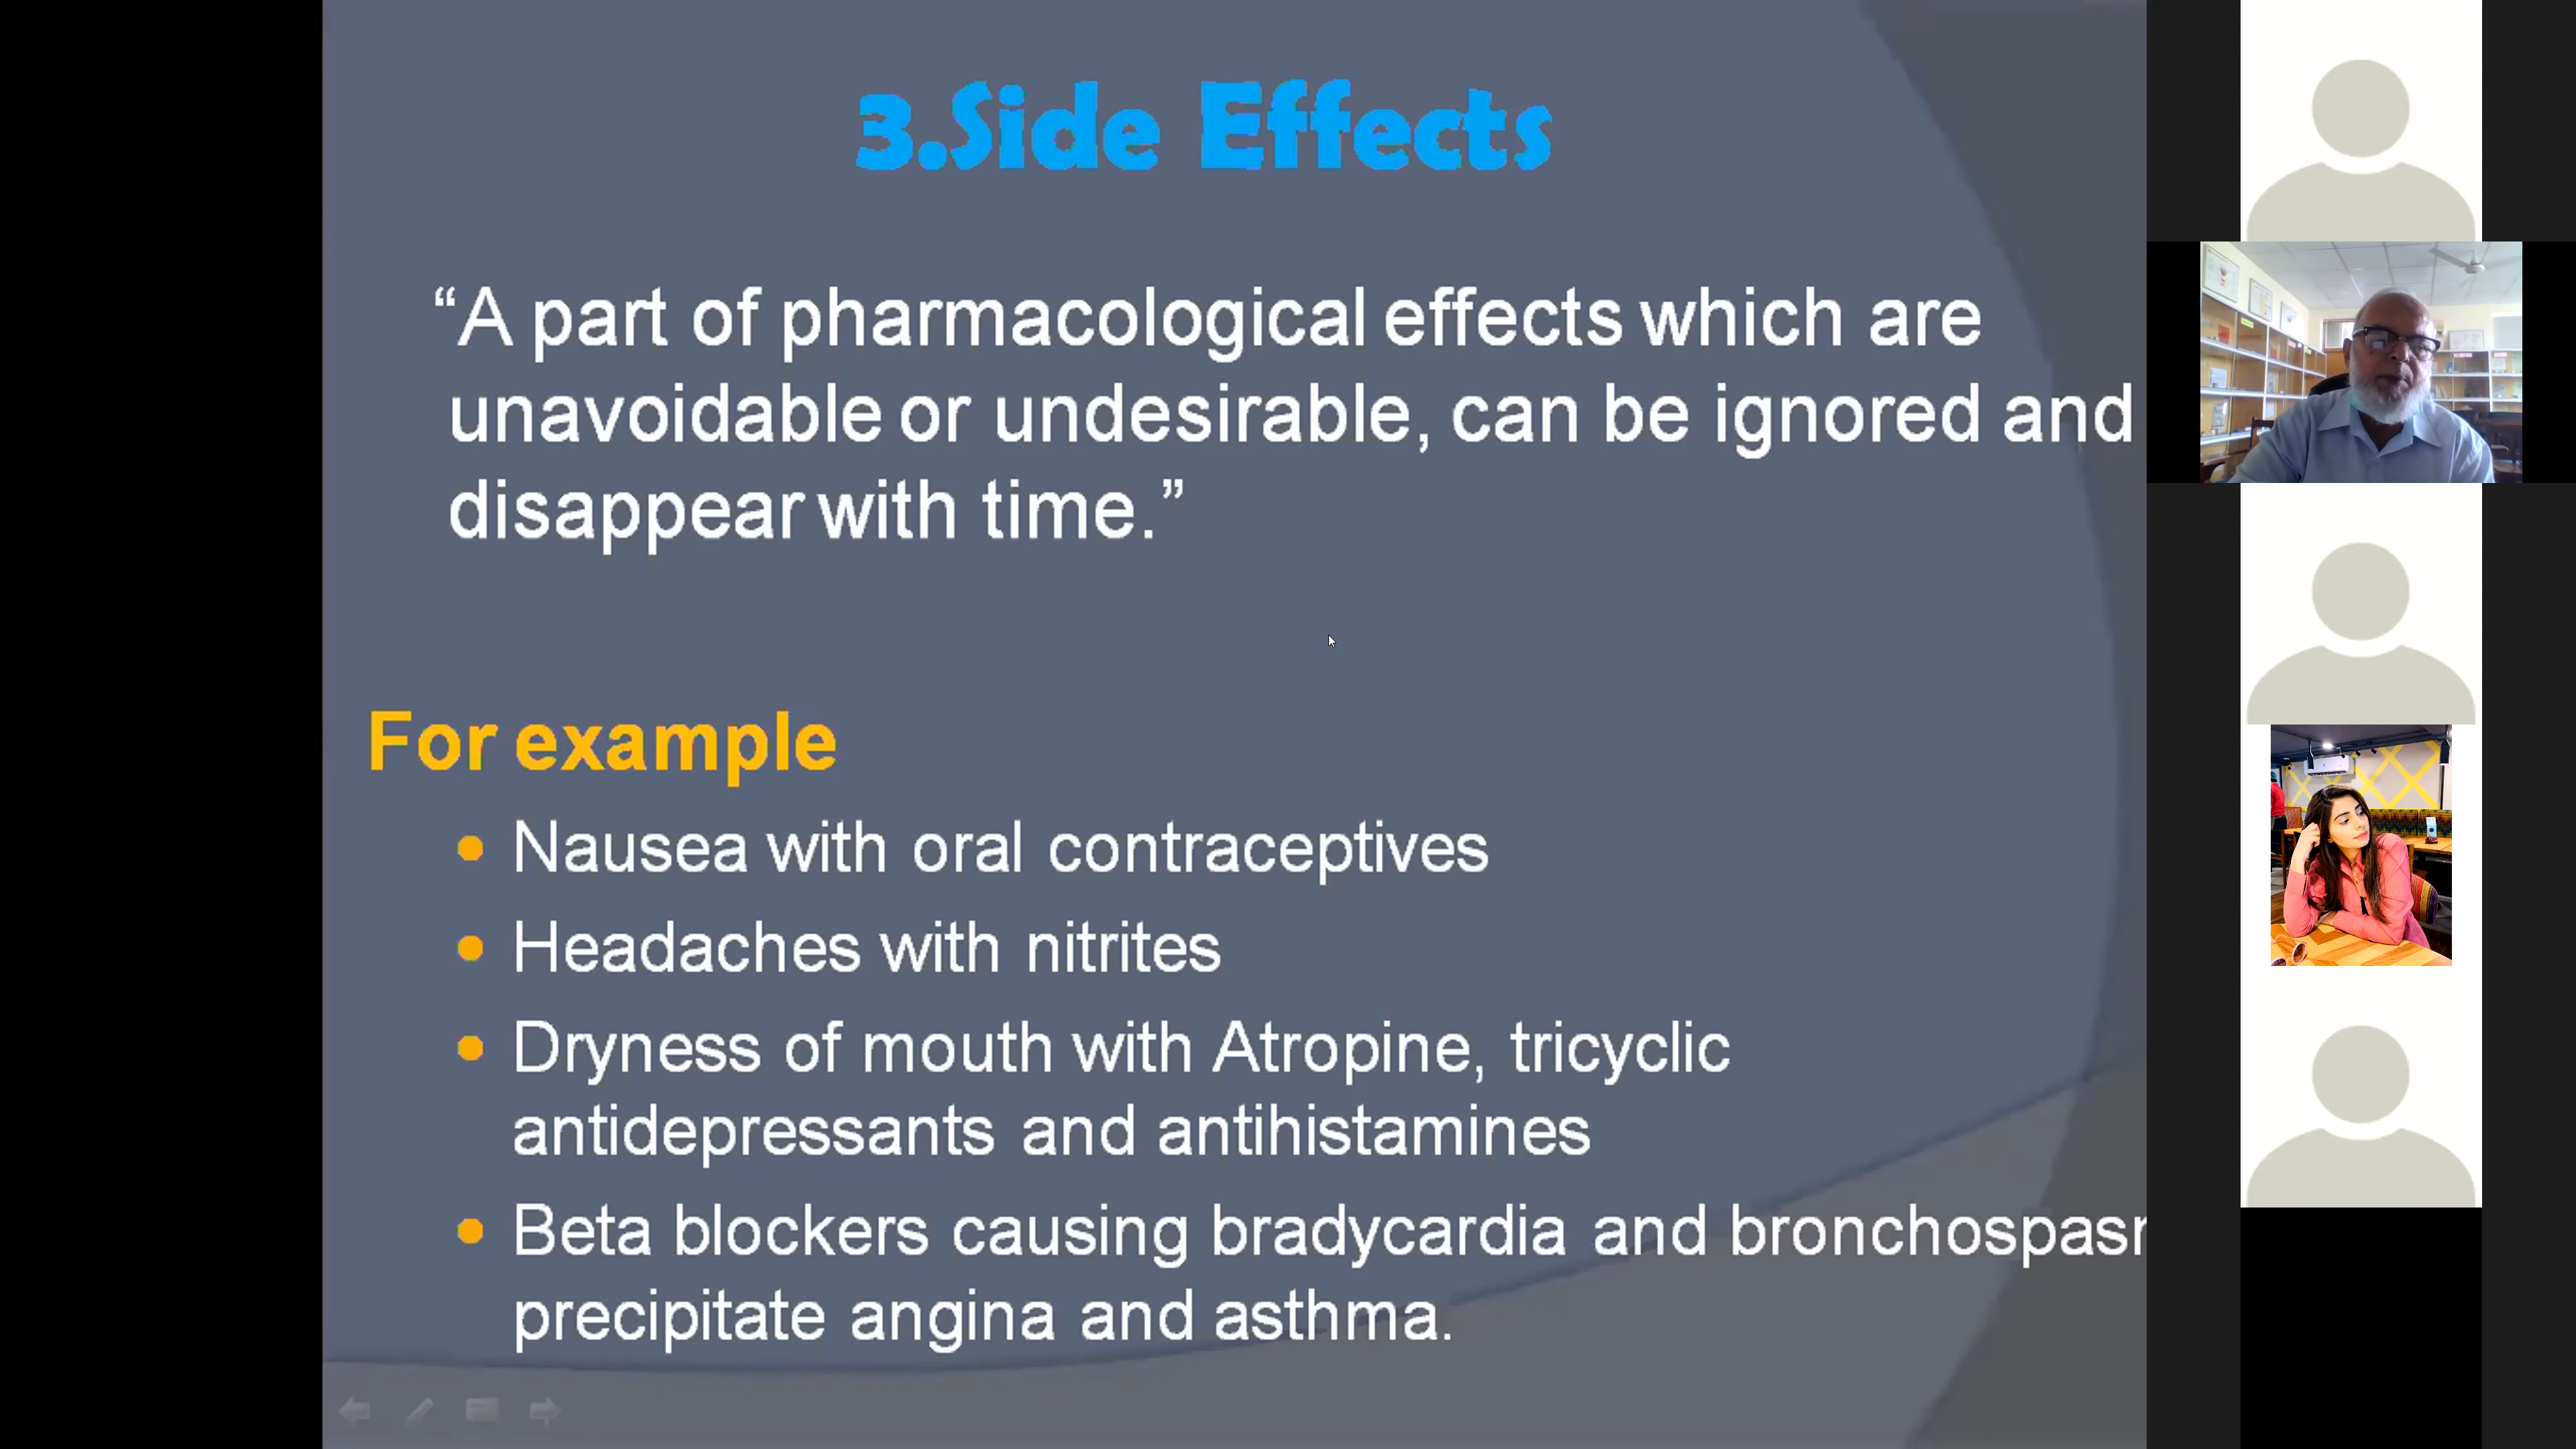 3.Side Effects
“A part of pharmacological effects which are
unavoidable or undesirable, can be ignored and
disappear with time.”
For example
Nausea with oral contraceptives
Headaches with nitrites
Dryness of mouth with Atropine, tricyclic
antidepressants and antihistamines
Beta blockers causing bradycardia and
precipitate angina and asthma.